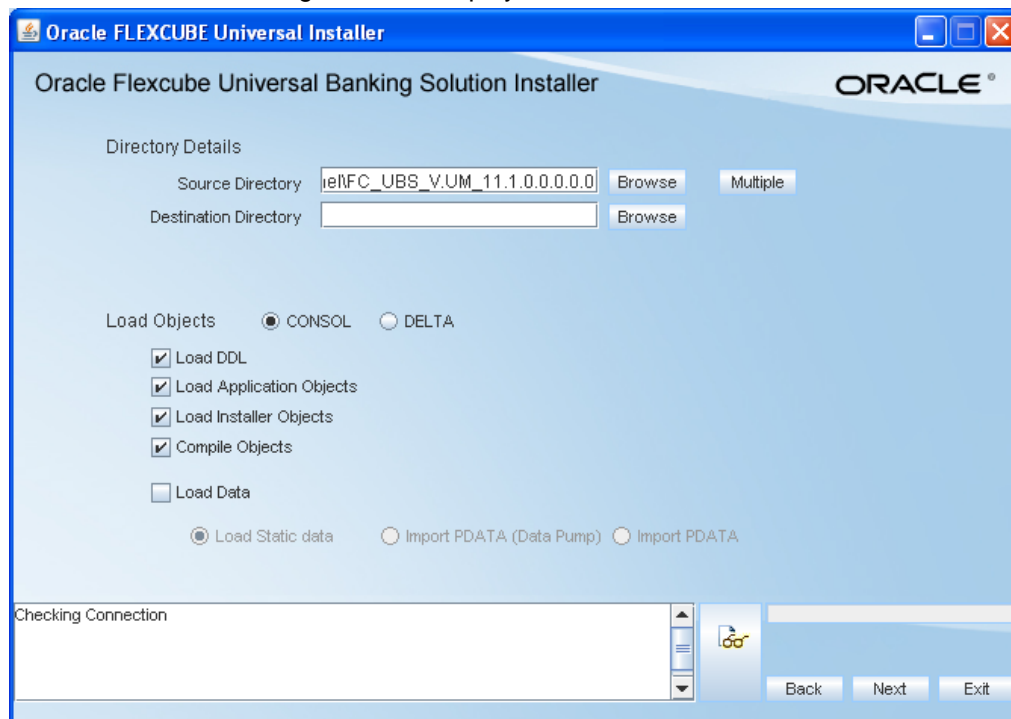 Oracle FLEXCUBE Universal Installer
Oracle Flexcube Universal Banking Solution Installer ORACLE®
Directory Details
Source Directory iel\FC_UBS_V.UM_11.1.0.0.0.0.0 Browse Multiple
Destination Directory Browse
Load Objects CONSOL DELTA
Load DDL
Load Application Objects
Load Installer Objects
Compile Objects
Load Data
Load Static data Import PDATA (Data Pump) Import PDATA
Checking Connection
Back Next Exit